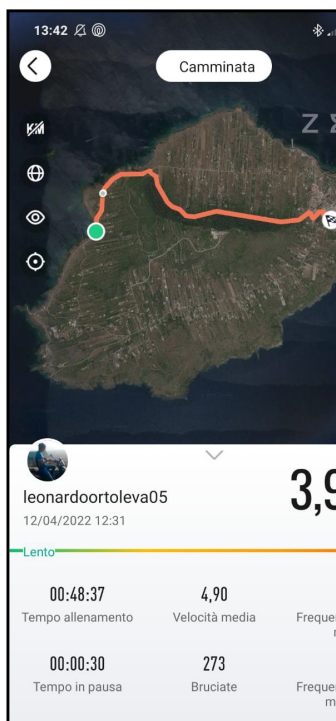 13:42
Camminata
KM
Z
leonardoortoleva05
3,9
12/04/2022 12:31
Lento
00:48:37
4,90
Tempo allenamento
Velocità media
00:00:30
273
Tempo in pausa
Bruciate